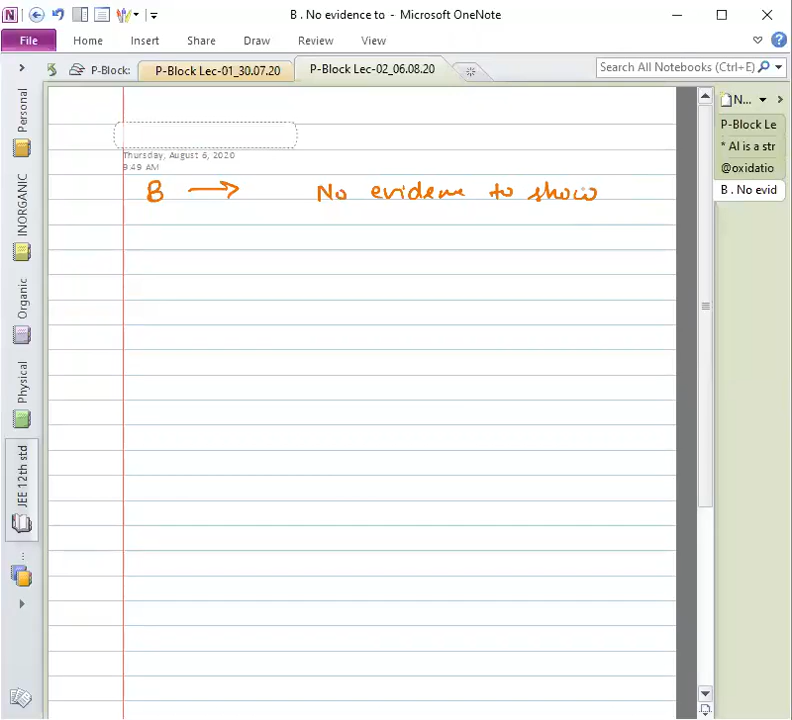 B . No evidence to - Microsoft OneNote
File Home Insert Share Draw Review View
P-Block: P-Block Lec-01_30.07.20 P-Block Lec-02_06.08.20 Search All Notebooks (Ctrl+E)
N...
P-Block Le
* Al is a str
@oxidatio
B . No evid
Personal
INORGANIC
Organic
Physical
JEE 12th std
Thursday, August 6, 2020
9:49 AM
B → No evidene to show